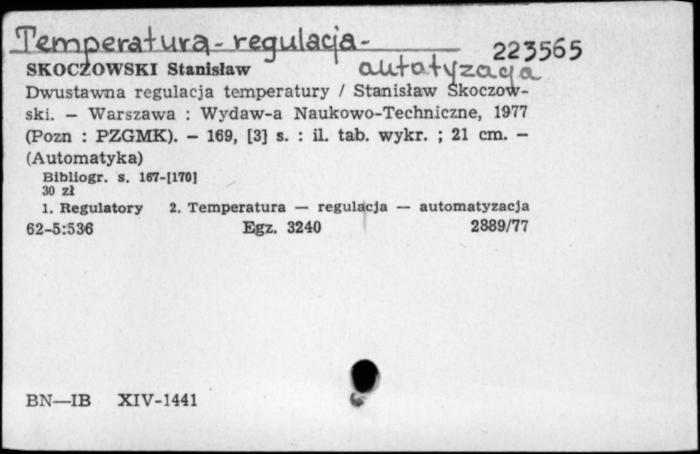 Temperatura - regulacja -
223565
autatyzacja
SKOCZOWSKI Stanisław
Dwustawna regulacja temperatury / Stanisław Skoczow-
ski. — Warszawa : Wydaw-a Naukowo-Techniczne, 1977
(Pozn : PZGMK). — 169, [3] s. : il. tab. wykr. ; 21 cm. —
(Automatyka)
Bibliogr. s. 167-[170]
30 zł
1. Regulatory 2. Temperatura — regulacja — automatyzacja
62-5:536 Egz. 3240 2889/77
BN—IB XIV-1441